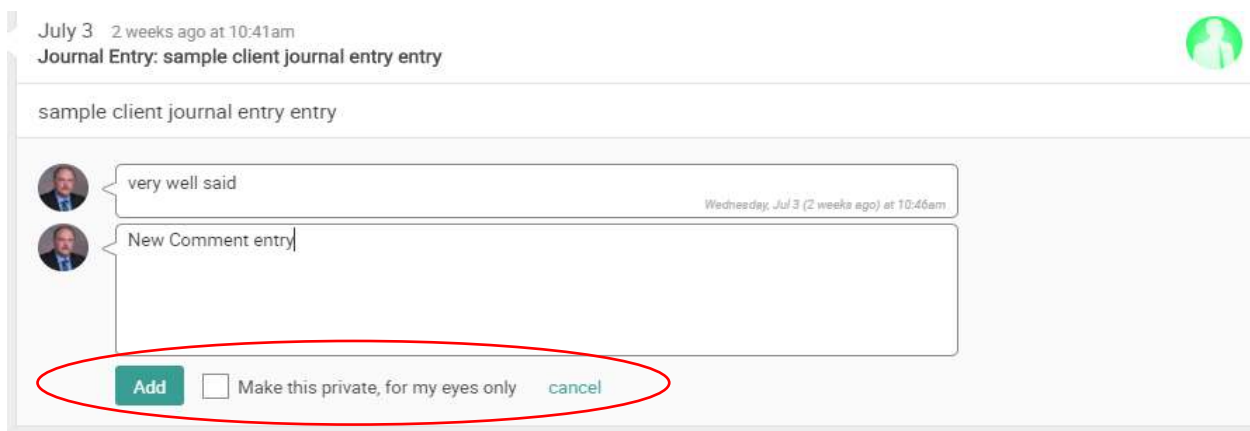 July 3 2 weeks ago at 10:41am
Journal Entry: sample client journal entry entry
sample client journal entry entry
very well said
Wednesday, Jul 3 (2 weeks ago) at 10:46am
New Comment entry
Add Make this private, for my eyes only cancel